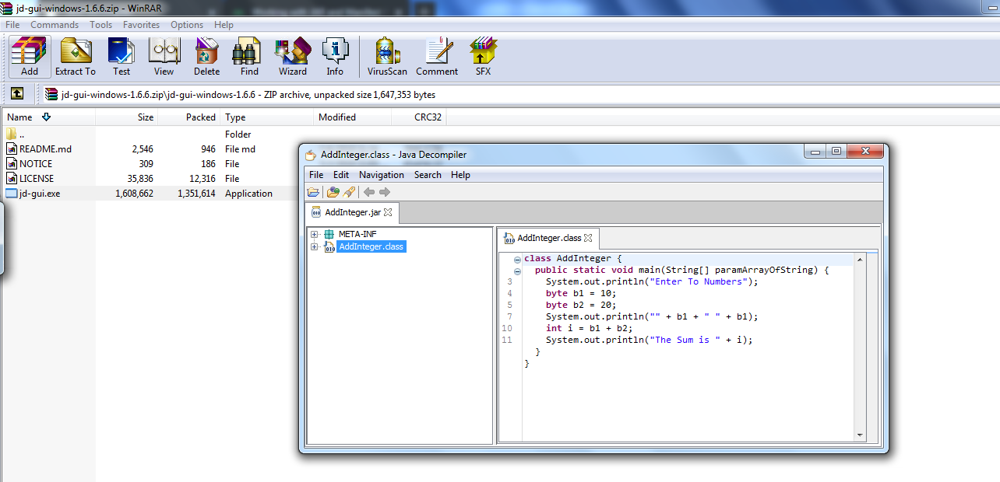 jd-gui-windows-1.6.6.zip - WinRAR
File Commands Tools Favorites Options Help
Add Extract To Test View Delete Find Wizard Info VirusScan Comment SFX
jd-gui-windows-1.6.6.zip\jd-gui-windows-1.6.6 - ZIP archive, unpacked size 1,647,353 bytes
Name Size Packed Type Modified CRC32
.. Folder
README.md 2,546 946 File md
NOTICE 309 186 File
LICENSE 35,836 12,316 File
jd-gui.exe 1,608,662 1,351,614 Application
AddInteger.class - Java Decompiler
File Edit Navigation Search Help
AddInteger.jar
META-INF
AddInteger.class
AddInteger.class
class AddInteger {
public static void main(String[] paramArrayOfString) {
3 System.out.println("Enter To Numbers");
4 byte b1 = 10;
5 byte b2 = 20;
7 System.out.println("" + b1 + " " + b1);
10 int i = b1 + b2;
11 System.out.println("The Sum is " + i);
}
}